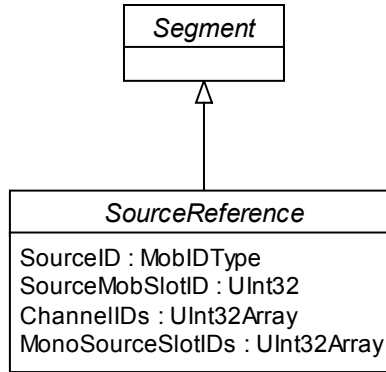 Segment
SourceReference
SourceID : MobIDType
SourceMobSlotID : UInt32
ChannelIDs : UInt32Array
MonoSourceSlotIDs : UInt32Array